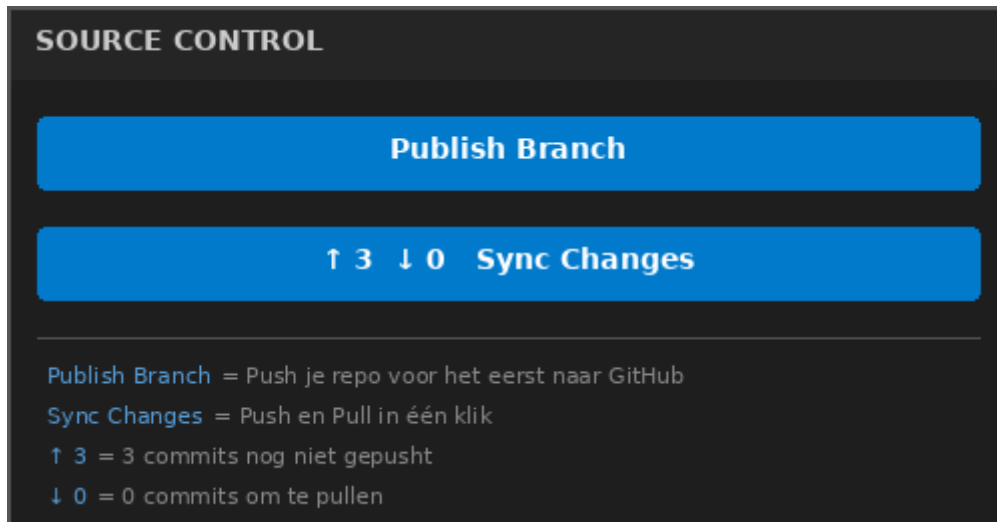 SOURCE CONTROL
Publish Branch
↑ 3 ↓ 0 Sync Changes
Publish Branch = Push je repo voor het eerst naar GitHub
Sync Changes = Push en Pull in één klik
↑ 3 = 3 commits nog niet gepusht
↓ 0 = 0 commits om te pullen